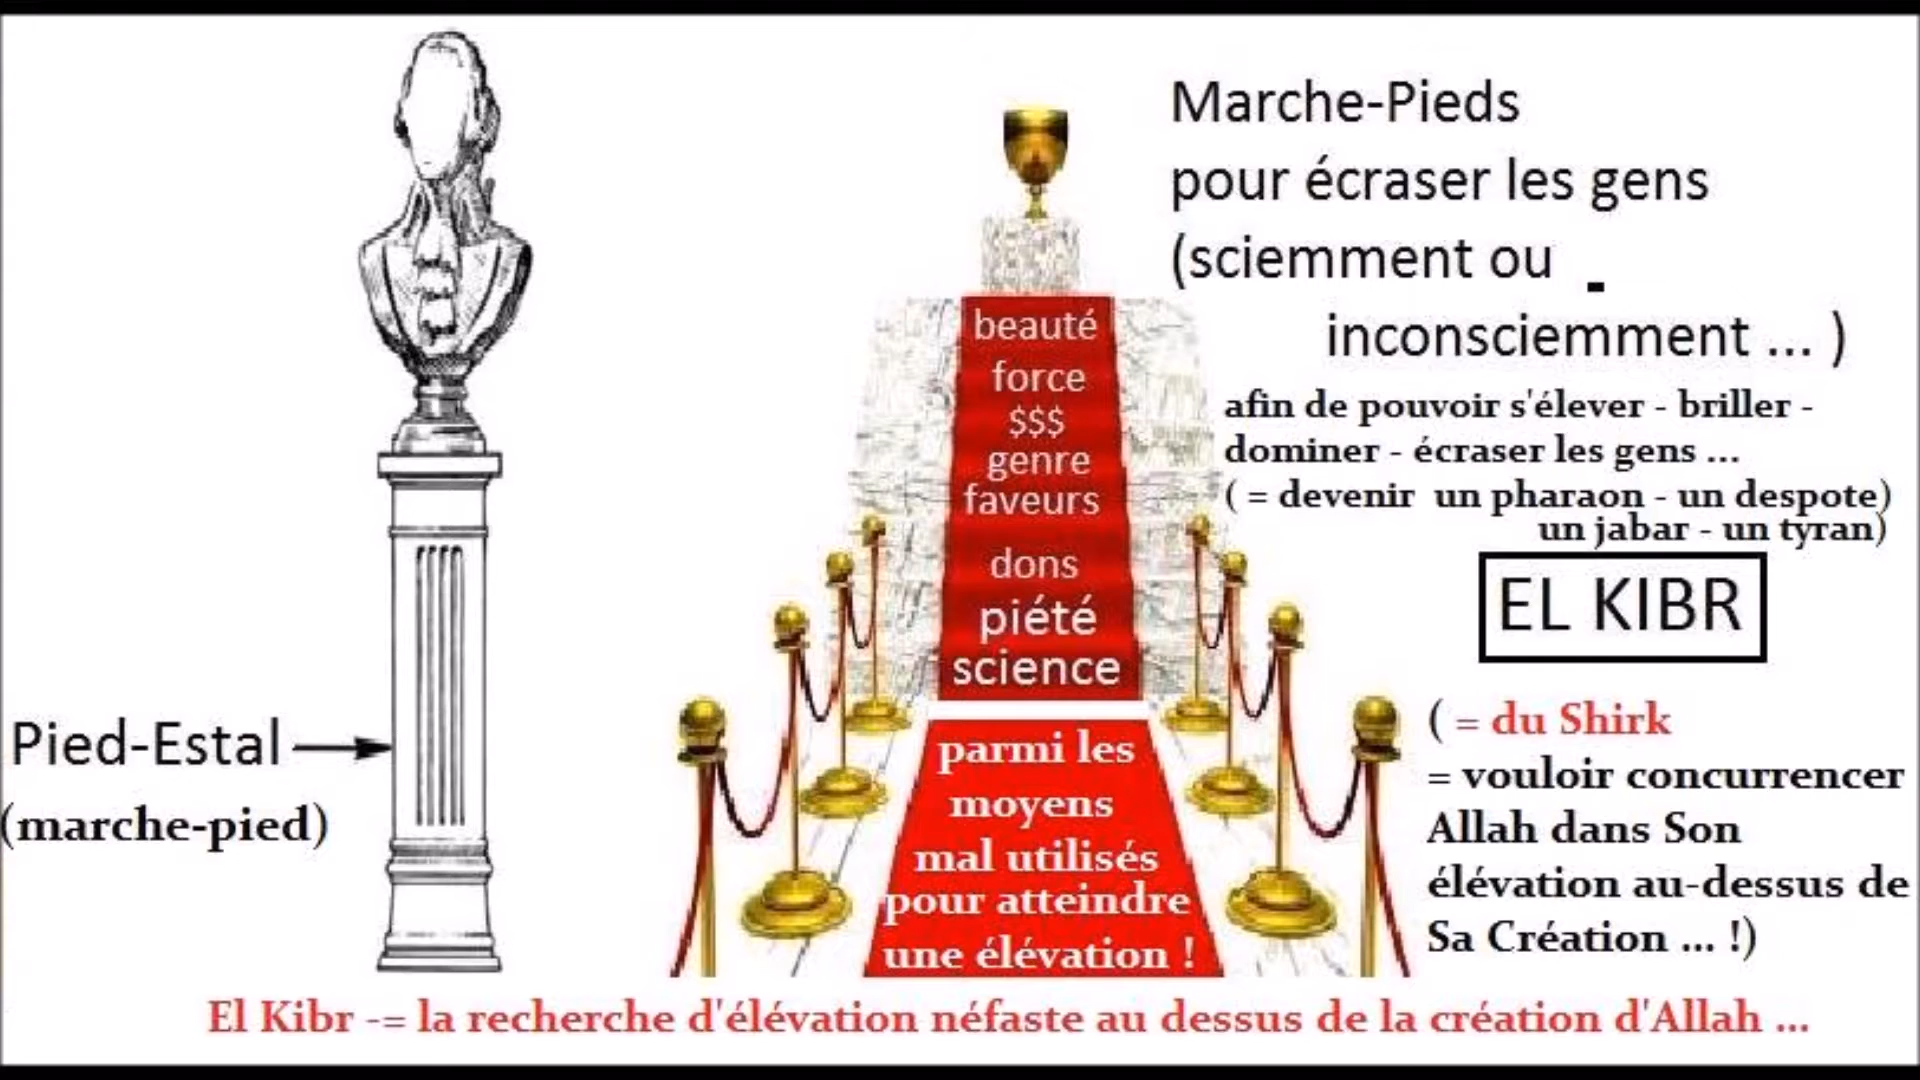 Marche-Pieds
pour écraser les gens
(sciemment ou -
inconsciemment ... )
afin de pouvoir s'élever - briller -
dominer - écraser les gens ...
( = devenir un pharaon - un despote)
un jabar - un tyran)
EL KIBR
( = du Shirk
= vouloir concurrencer
Allah dans Son
élévation au-dessus de
Sa Création ... !)
beauté
force
$$$
genre
faveurs
dons
piété
science
parmi les
moyens
mal utilisés
pour atteindre
une élévation !
Pied-Estal
(marche-pied)
El Kibr -= la recherche d'élévation néfaste au dessus de la création d'Allah ...